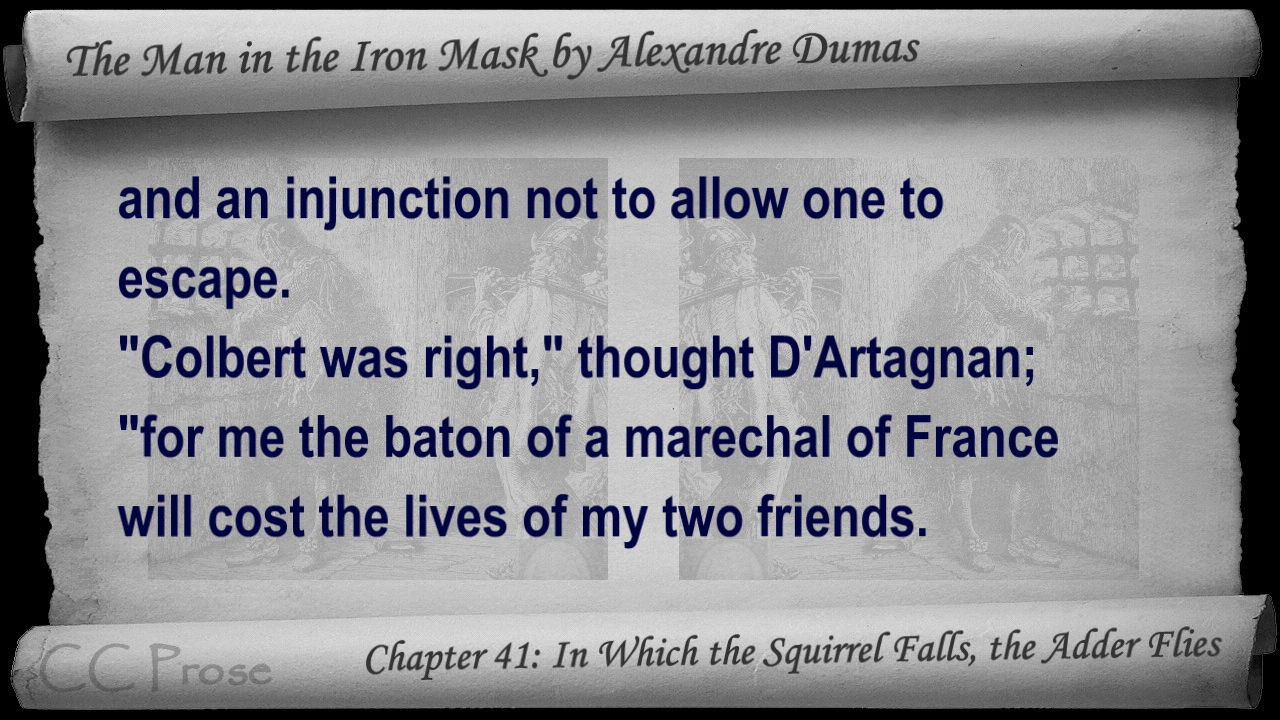 The Man in the Iron Mask by Alexandre Dumas
and an injunction not to allow one to
escape.
"Colbert was right," thought D'Artagnan;
"for me the baton of a marechal of France
will cost the lives of my two friends.
Chapter 41: In Which the Squirrel Falls, the Adder Flies
CC Prose